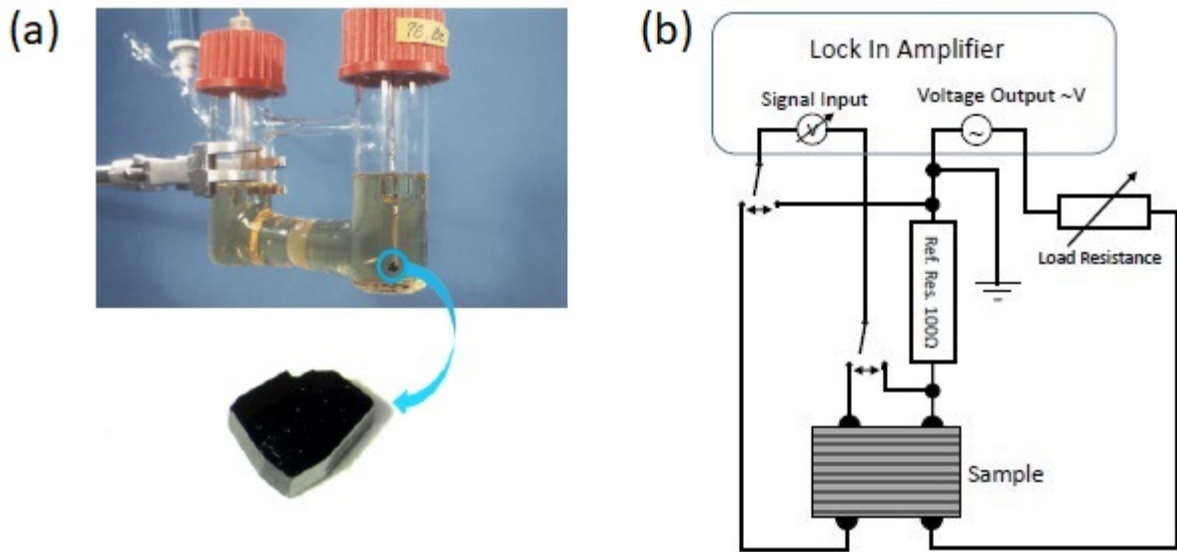 (a)
(b)
Lock In Amplifier
Signal Input
Voltage Output ~V
V
~
Ref. Res. 100Ω
Load Resistance
Sample